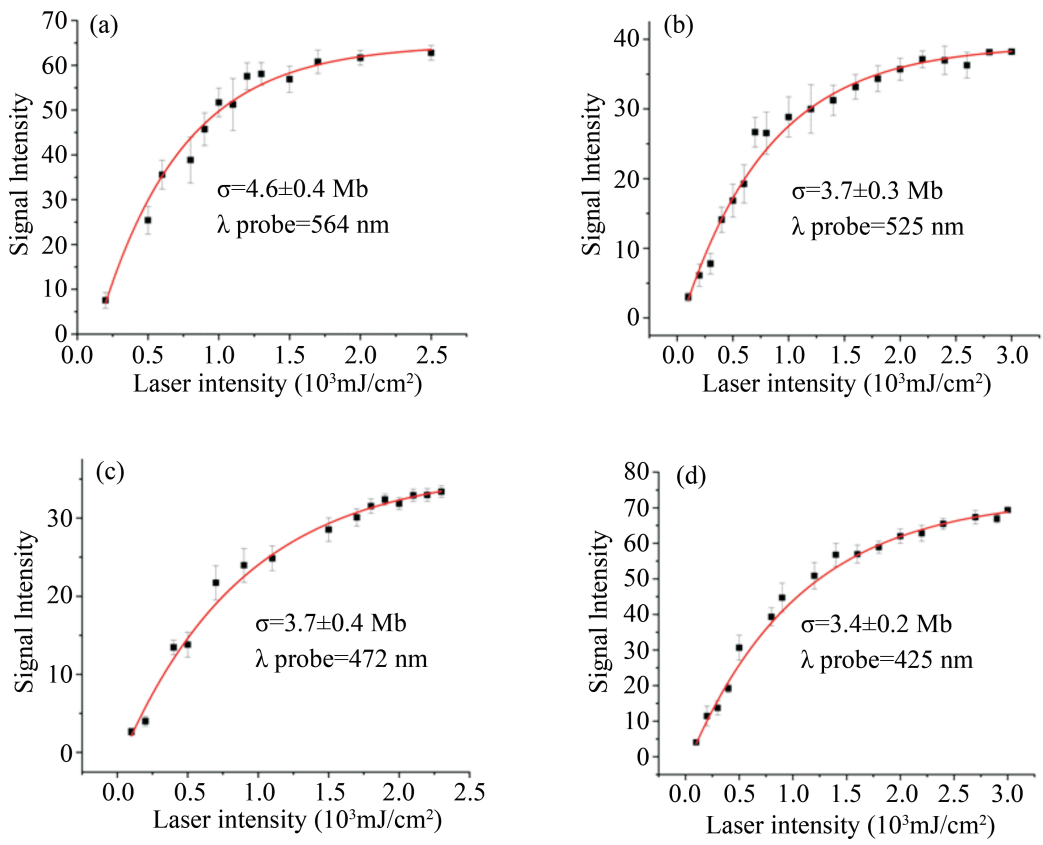 (a)
70
60
50
40
30
20
10
0
Signal Intensity
σ=4.6±0.4 Mb
λ probe=564 nm
0.0 0.5 1.0 1.5 2.0 2.5
Laser intensity (10³mJ/cm²)
(b)
40
30
20
10
0
Signal Intensity
σ=3.7±0.3 Mb
λ probe=525 nm
0.0 0.5 1.0 1.5 2.0 2.5 3.0
Laser intensity (10³mJ/cm²)
(c)
30
20
10
0
Signal Intensity
σ=3.7±0.4 Mb
λ probe=472 nm
0.0 0.5 1.0 1.5 2.0 2.5
Laser intensity (10³mJ/cm²)
(d)
80
70
60
50
40
30
20
10
0
Signal Intensity
σ=3.4±0.2 Mb
λ probe=425 nm
0.0 0.5 1.0 1.5 2.0 2.5 3.0
Laser intensity (10³mJ/cm²)